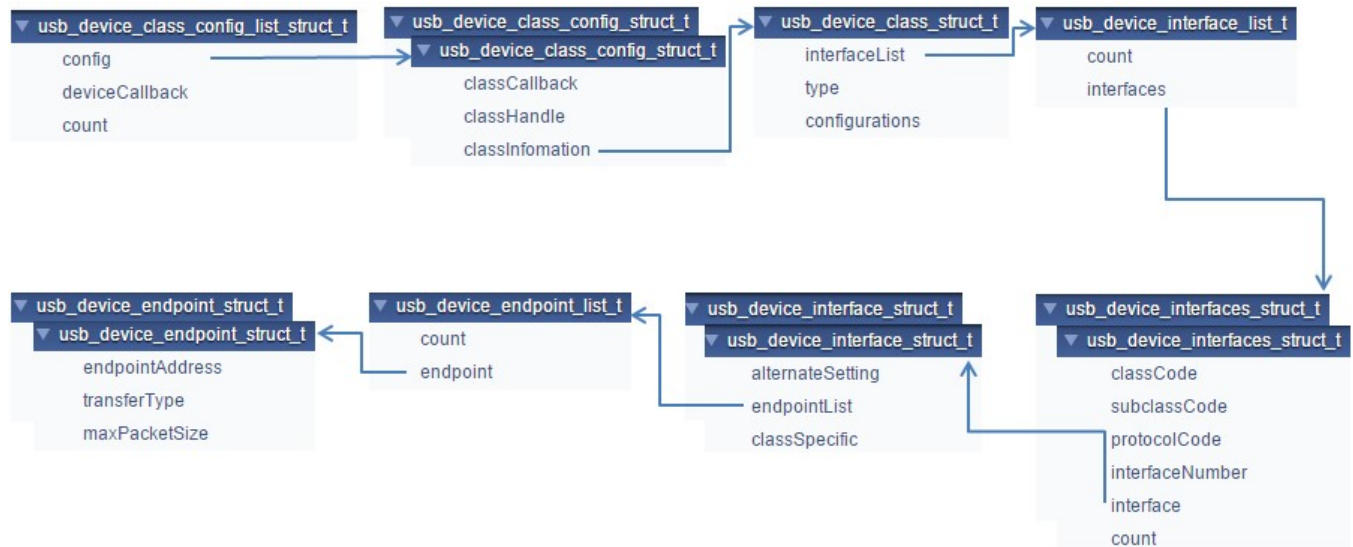 usb_device_class_config_list_struct_t
config
deviceCallback
count
usb_device_class_config_struct_t
usb_device_class_config_struct_t
classCallback
classHandle
classInfomation
usb_device_class_struct_t
interfaceList
type
configurations
usb_device_interface_list_t
count
interfaces
usb_device_endpoint_struct_t
usb_device_endpoint_struct_t
endpointAddress
transferType
maxPacketSize
usb_device_endpoint_list_t
count
endpoint
usb_device_interface_struct_t
usb_device_interface_struct_t
alternateSetting
endpointList
classSpecific
usb_device_interfaces_struct_t
usb_device_interfaces_struct_t
classCode
subclassCode
protocolCode
interfaceNumber
interface
count